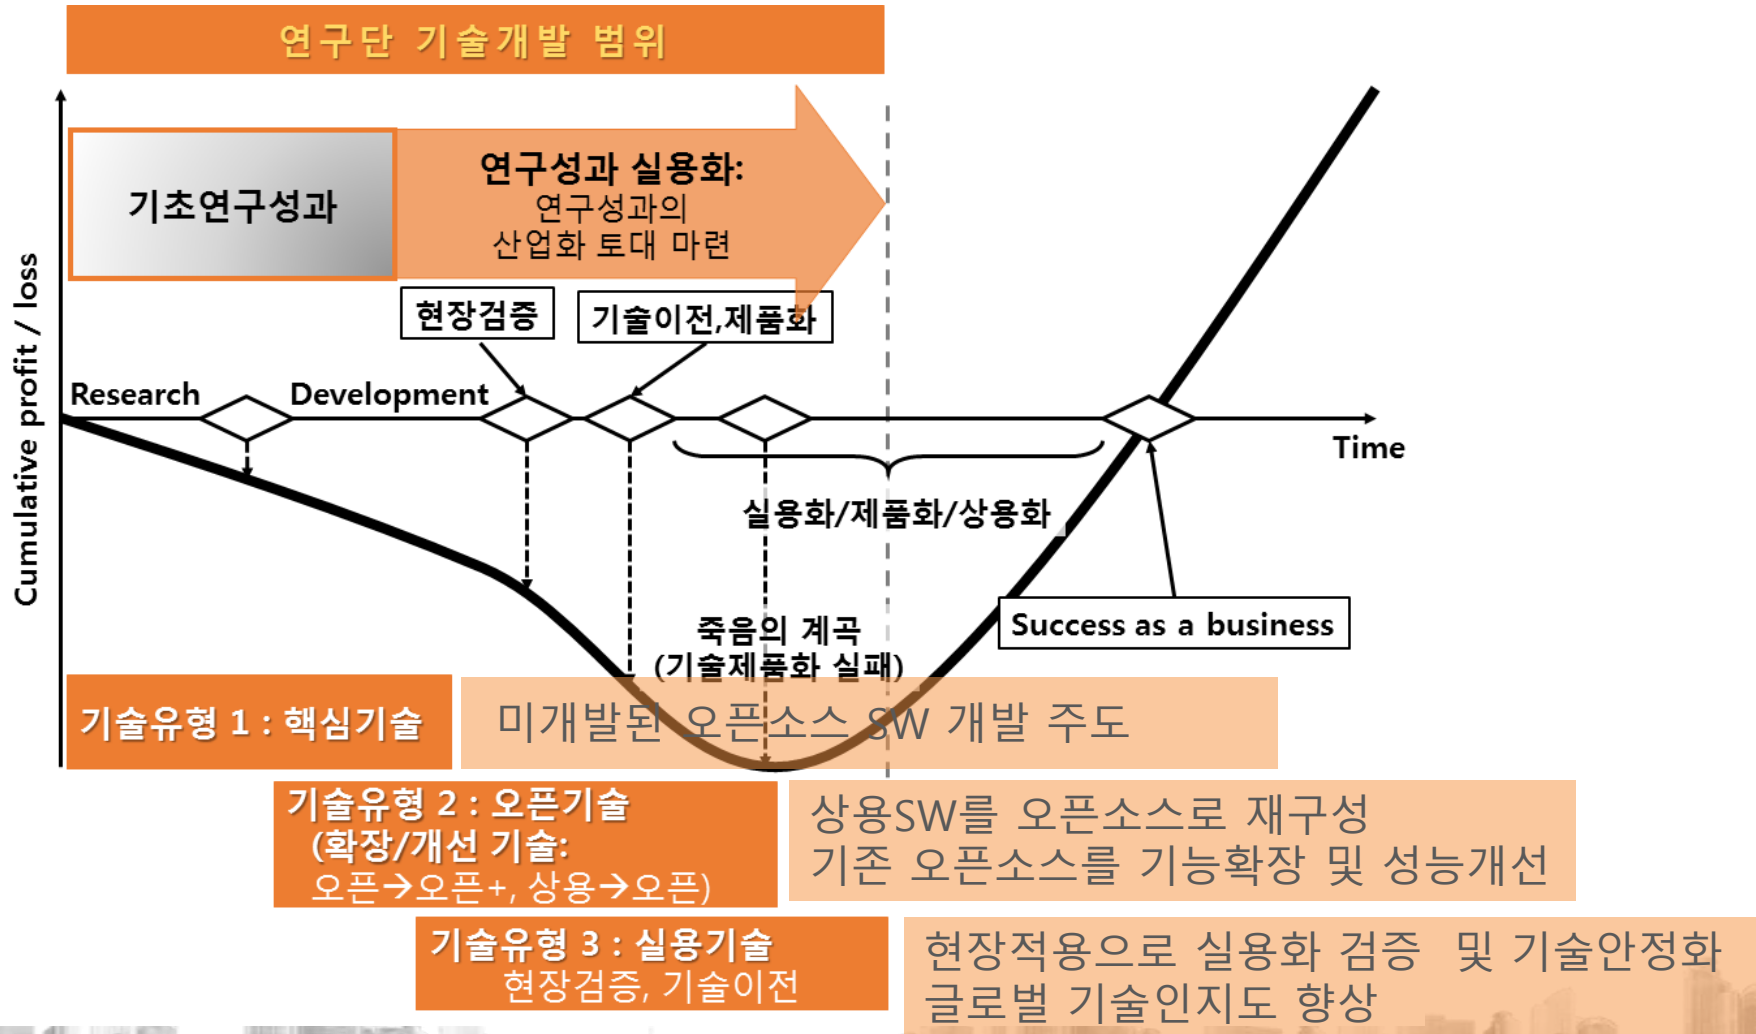 연구단 기술개발 범위
기초연구성과
연구성과 실용화:
연구성과의
산업화 토대 마련
현장검증
기술이전,제품화
Cumulative profit / loss
Research
Development
Time
실용화/제품화/상용화
죽음의 계곡
(기술제품화 실패)
Success as a business
기술유형 1 : 핵심기술
미개발된 오픈소스 SW 개발 주도
기술유형 2 : 오픈기술
(확장/개선 기술:
오픈→오픈+, 상용→오픈)
상용SW를 오픈소스로 재구성
기존 오픈소스를 기능확장 및 성능개선
기술유형 3 : 실용기술
현장검증, 기술이전
현장적용으로 실용화 검증 및 기술안정화
글로벌 기술인지도 향상